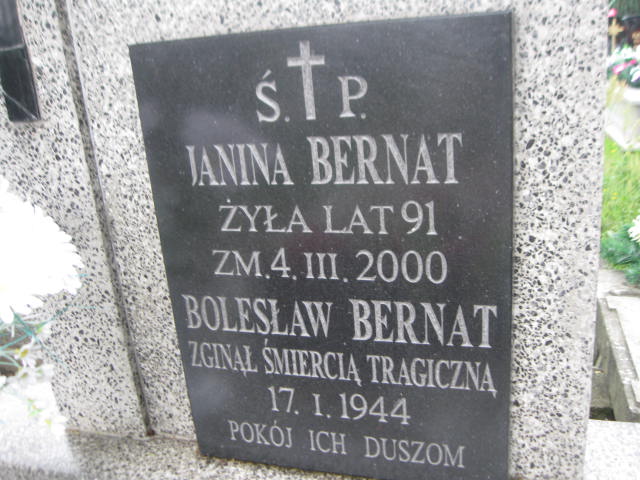 Ś. P.
JANINA BERNAT
ŻYŁA LAT 91
ZM. 4. III. 2000
BOLESŁAW BERNAT
ZGINĄŁ ŚMIERCIĄ TRAGICZNĄ
17. I. 1944
POKÓJ ICH DUSZOM